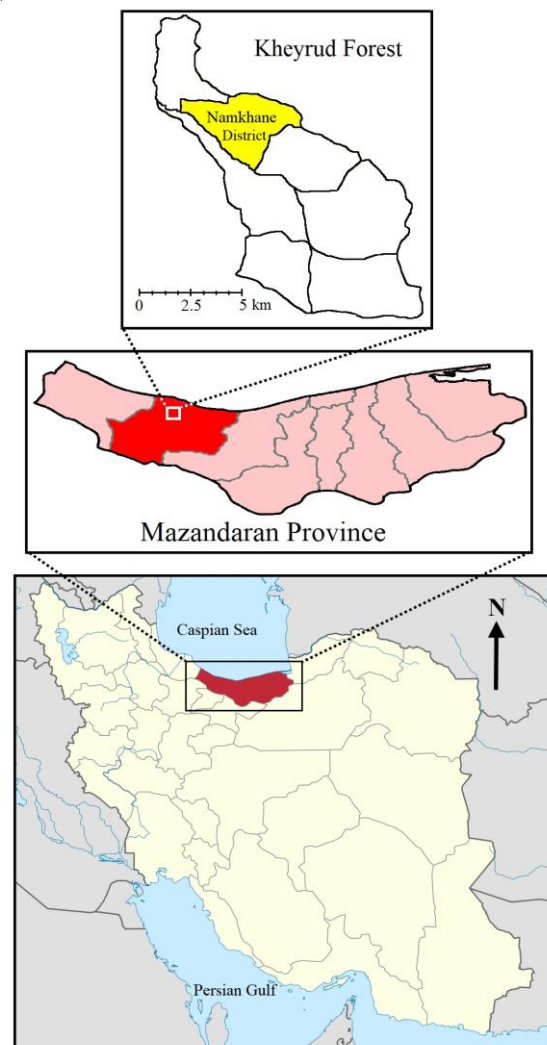 Kheyrud Forest
Namkhane
District
0 2.5 5 km
Mazandaran Province
Caspian Sea
N
Persian Gulf